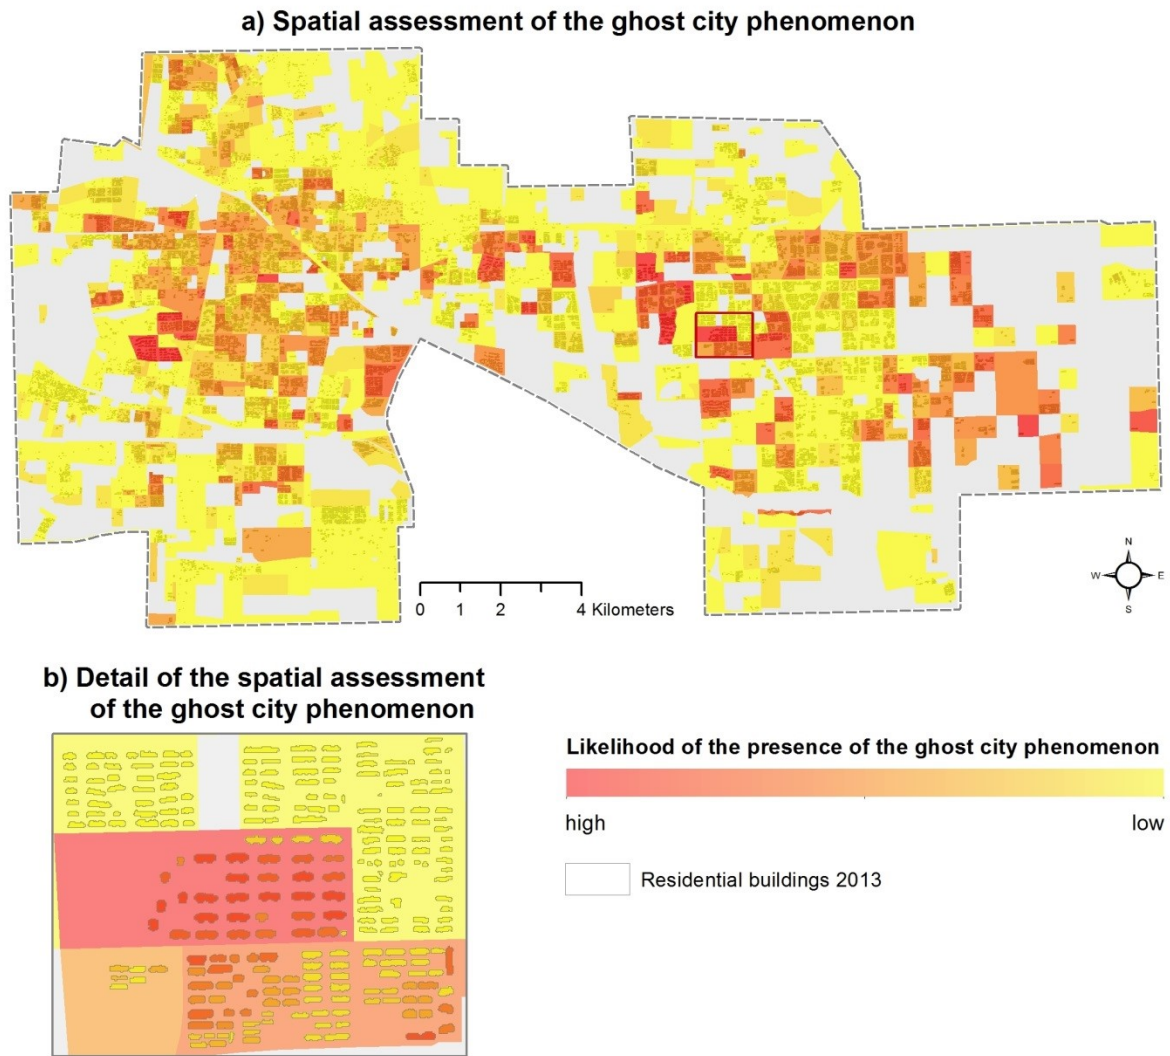 a) Spatial assessment of the ghost city phenomenon
N
W E
S
0 1 2 4 Kilometers
b) Detail of the spatial assessment
of the ghost city phenomenon
Likelihood of the presence of the ghost city phenomenon
high low
Residential buildings 2013